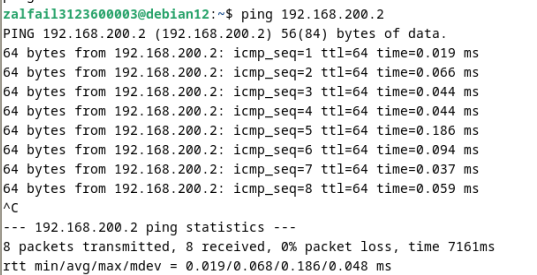 zalfail3123600003@debian12:~$ ping 192.168.200.2
PING 192.168.200.2 (192.168.200.2) 56(84) bytes of data.
64 bytes from 192.168.200.2: icmp_seq=1 ttl=64 time=0.019 ms
64 bytes from 192.168.200.2: icmp_seq=2 ttl=64 time=0.066 ms
64 bytes from 192.168.200.2: icmp_seq=3 ttl=64 time=0.044 ms
64 bytes from 192.168.200.2: icmp_seq=4 ttl=64 time=0.044 ms
64 bytes from 192.168.200.2: icmp_seq=5 ttl=64 time=0.186 ms
64 bytes from 192.168.200.2: icmp_seq=6 ttl=64 time=0.094 ms
64 bytes from 192.168.200.2: icmp_seq=7 ttl=64 time=0.037 ms
64 bytes from 192.168.200.2: icmp_seq=8 ttl=64 time=0.059 ms
^C
--- 192.168.200.2 ping statistics ---
8 packets transmitted, 8 received, 0% packet loss, time 7161ms
rtt min/avg/max/mdev = 0.019/0.068/0.186/0.048 ms